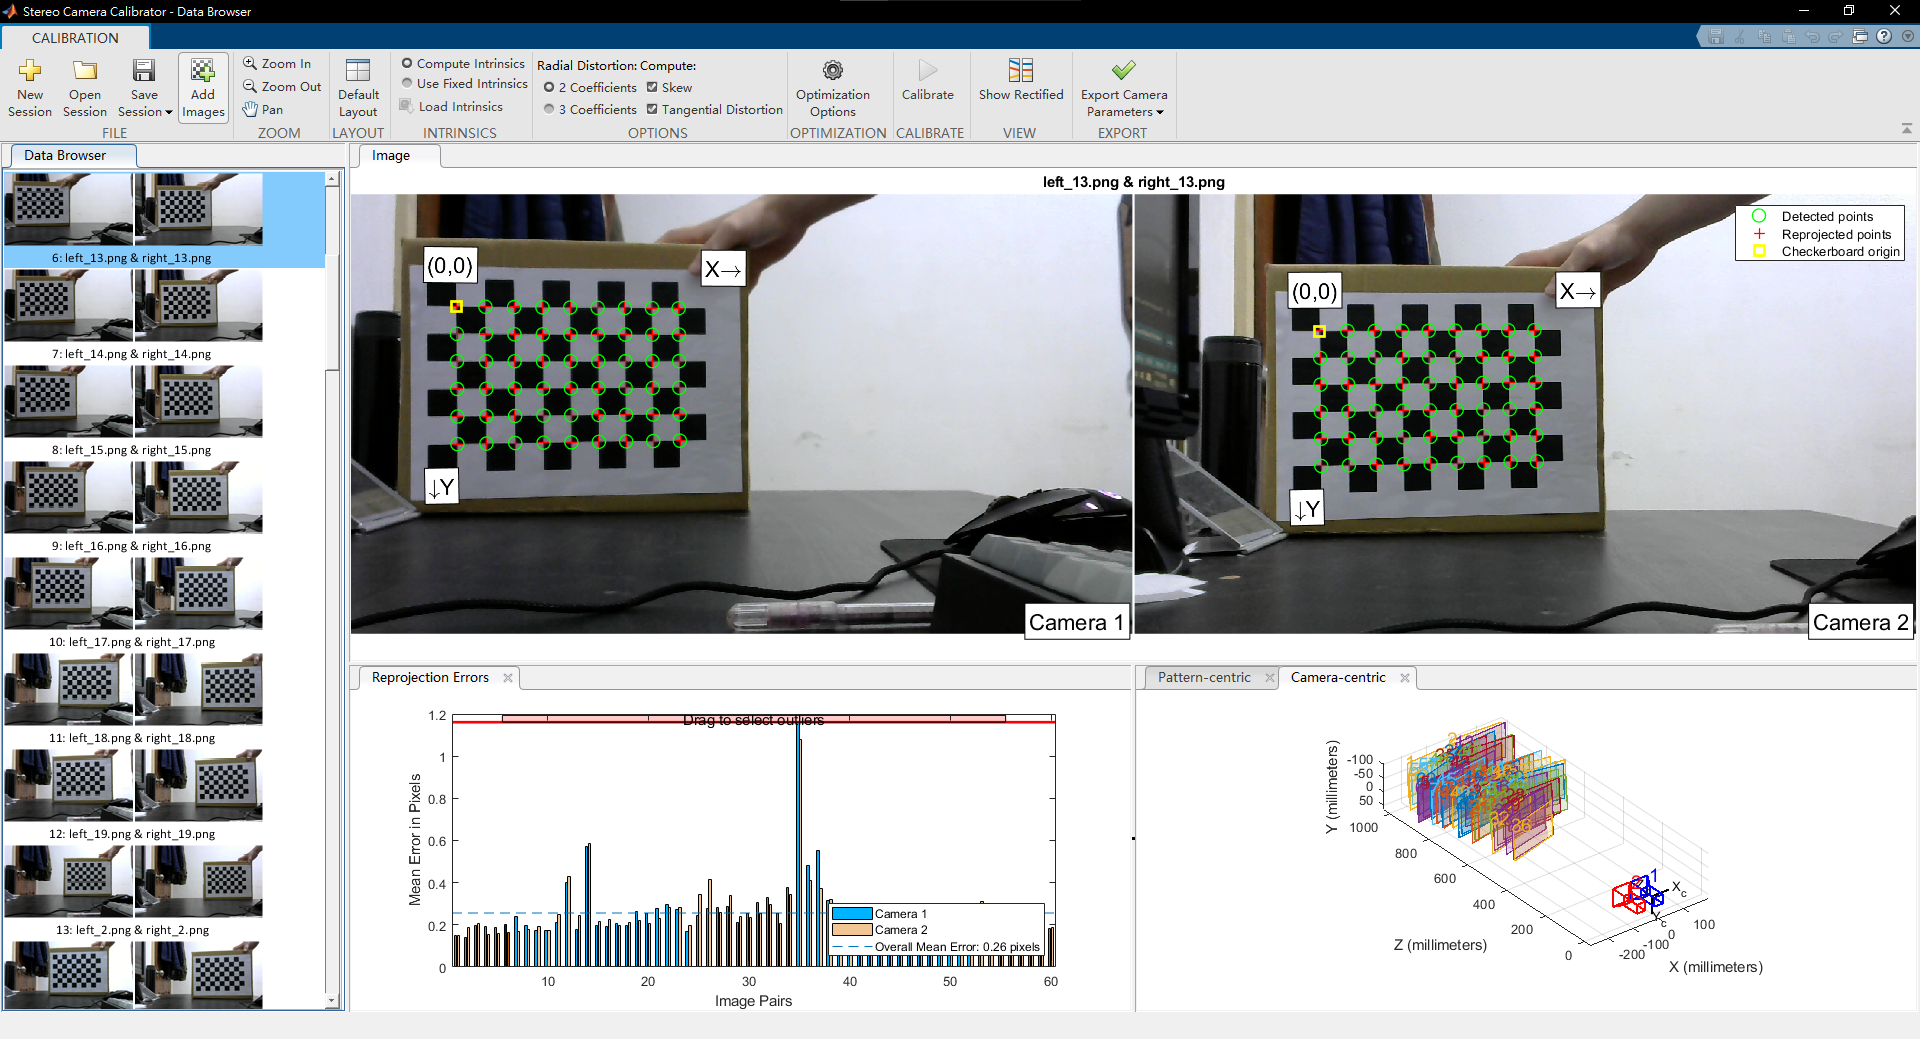 Stereo Camera Calibrator - Data Browser
CALIBRATION
New Session
Open Session
Save Session
Add Images
FILE
Zoom In
Zoom Out
Pan
ZOOM
Default Layout
LAYOUT
Compute Intrinsics
Use Fixed Intrinsics
Load Intrinsics
INTRINSICS
Radial Distortion: Compute:
2 Coefficients Skew
3 Coefficients Tangential Distortion
OPTIONS
Optimization Options
OPTIMIZATION
Calibrate
CALIBRATE
Show Rectified
VIEW
Export Camera Parameters
EXPORT
Data Browser
6: left_13.png & right_13.png
7: left_14.png & right_14.png
8: left_15.png & right_15.png
9: left_16.png & right_16.png
10: left_17.png & right_17.png
11: left_18.png & right_18.png
12: left_19.png & right_19.png
13: left_2.png & right_2.png
Image
left_13.png & right_13.png
(0,0)
X→
↓Y
Camera 1
(0,0)
X→
↓Y
Camera 2
Detected points
Reprojected points
Checkerboard origin
Reprojection Errors
Drag to select outliers
Mean Error in Pixels
1.2
1
0.8
0.6
0.4
0.2
0
10 20 30 40 50 60
Image Pairs
Camera 1
Camera 2
Overall Mean Error: 0.26 pixels
Pattern-centric
Camera-centric
Y (millimeters)
-100
-50
0
50
1000
800
600
400
200
0
Z (millimeters)
-200
-100
0
100
X (millimeters)
1
Xc
Yc